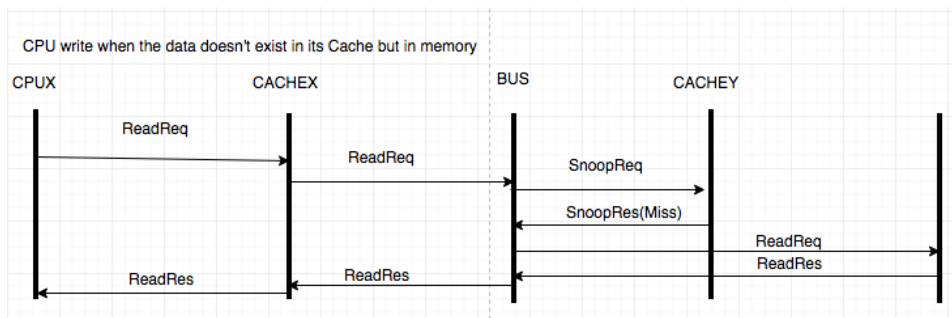 CPU write when the data doesn't exist in its Cache but in memory
CPUX
CACHEX
BUS
CACHEY
ReadReq
ReadReq
SnoopReq
SnoopRes(Miss)
ReadReq
ReadRes
ReadRes
ReadRes